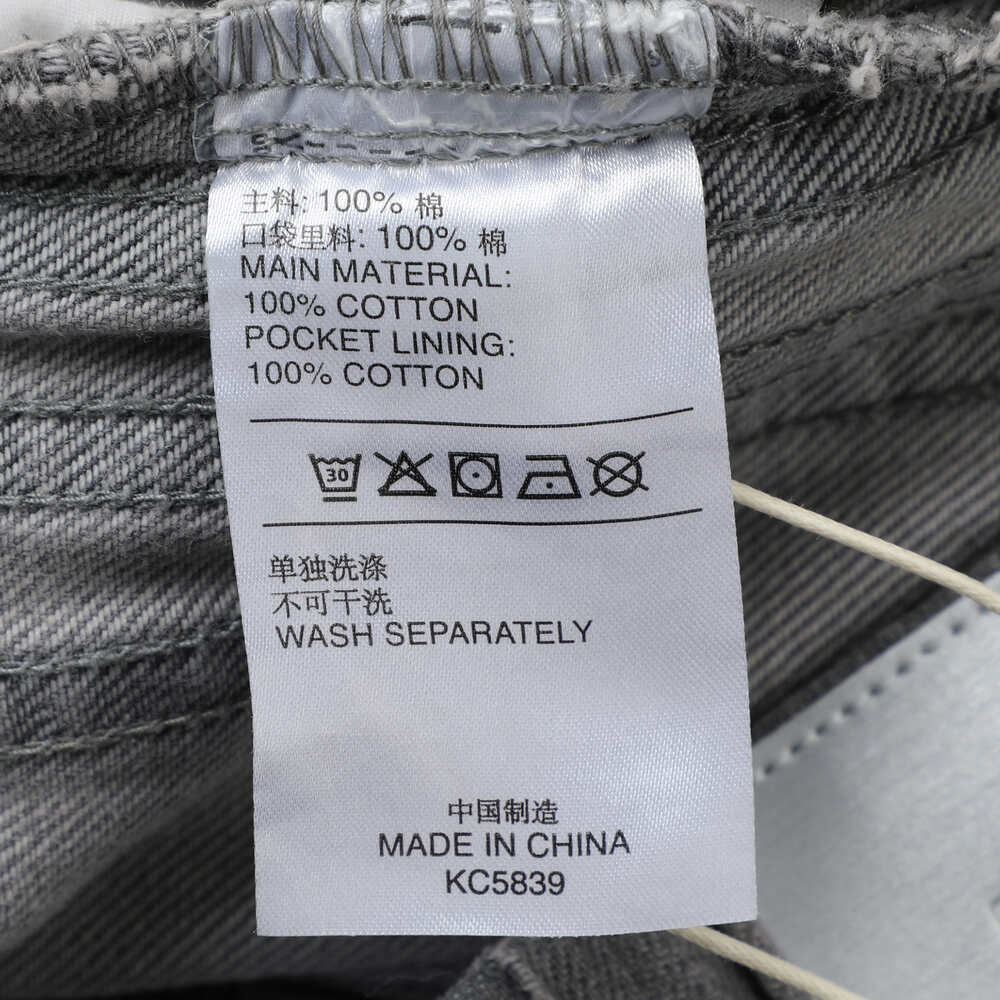 主料: 100% 棉
口袋里料: 100% 棉
MAIN MATERIAL:
100% COTTON
POCKET LINING:
100% COTTON
30
单独洗涤
不可干洗
WASH SEPARATELY
中国制造
MADE IN CHINA
KC5839